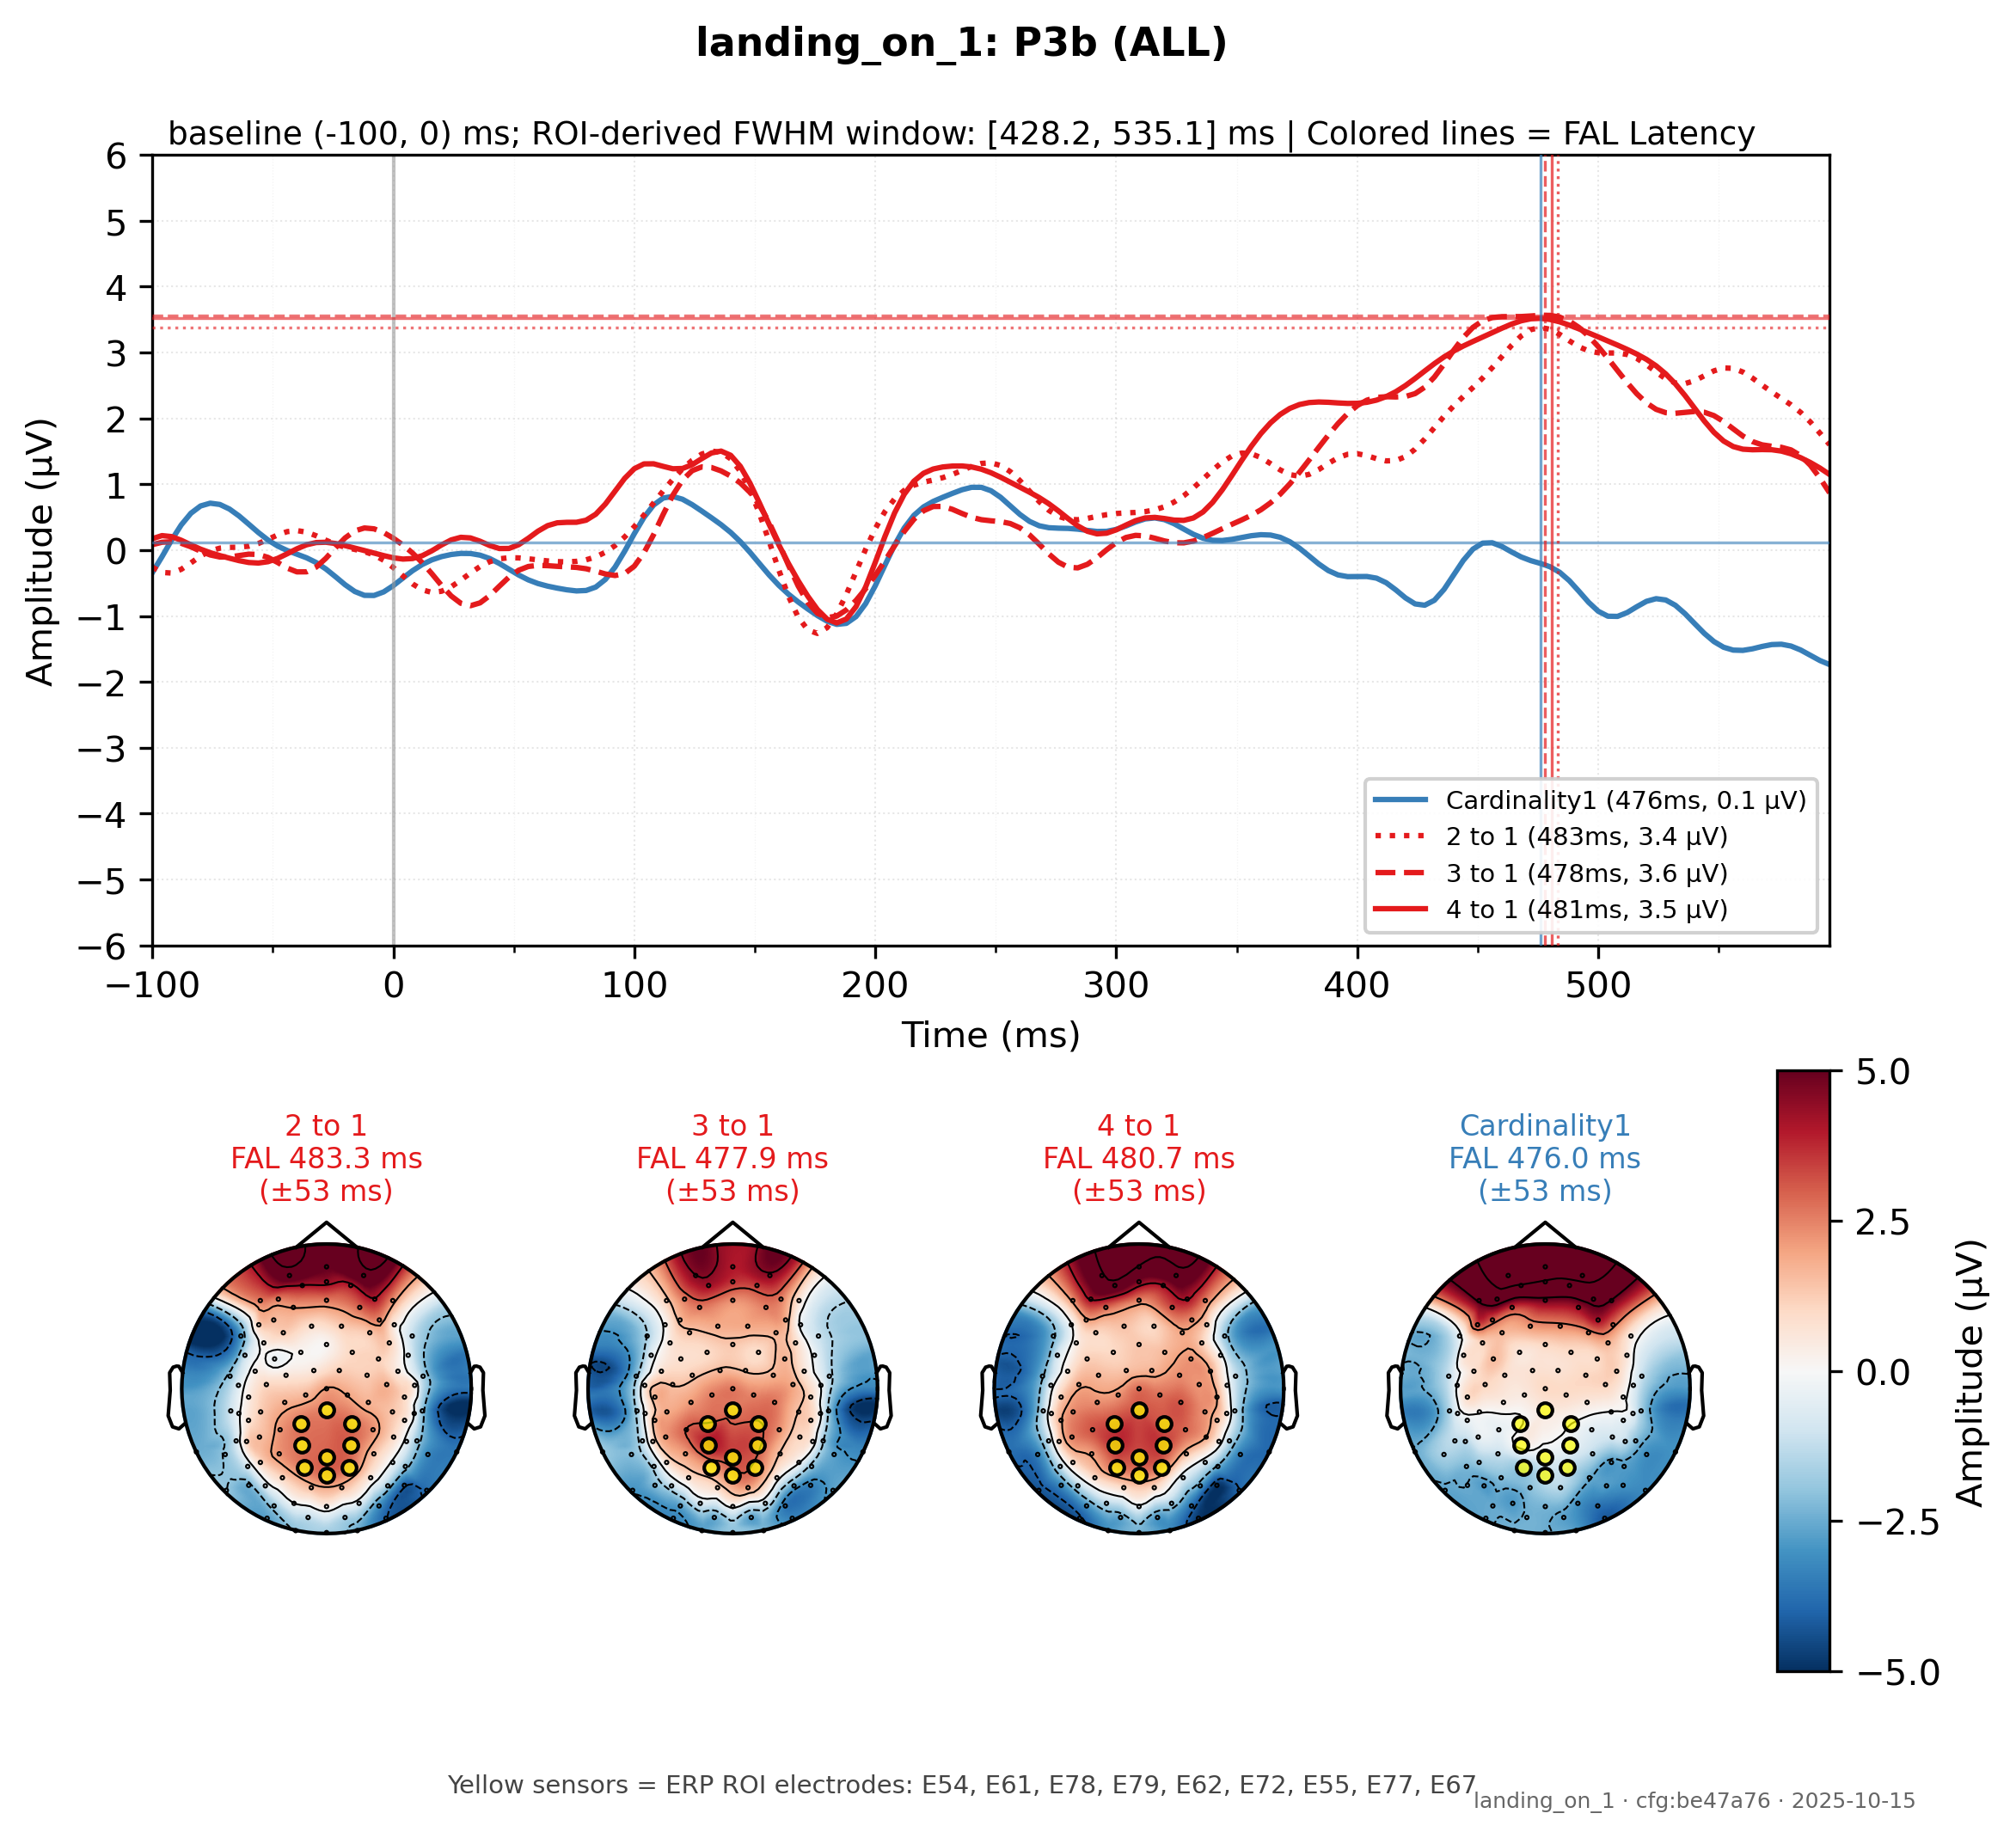 landing_on_1: P3b (ALL)
baseline (-100, 0) ms; ROI-derived FWHM window: [428.2, 535.1] ms | Colored lines = FAL Latency
6
5
4
3
2
1
0
−1
−2
−3
−4
−5
−6
Amplitude (µV)
Cardinality1 (476ms, 0.1 µV)
2 to 1 (483ms, 3.4 µV)
3 to 1 (478ms, 3.6 µV)
4 to 1 (481ms, 3.5 µV)
−100 0 100 200 300 400 500
Time (ms)
2 to 1
FAL 483.3 ms
(±53 ms)
3 to 1
FAL 477.9 ms
(±53 ms)
4 to 1
FAL 480.7 ms
(±53 ms)
Cardinality1
FAL 476.0 ms
(±53 ms)
5.0
2.5
0.0
−2.5
−5.0
Amplitude (µV)
Yellow sensors = ERP ROI electrodes: E54, E61, E78, E79, E62, E72, E55, E77, E67
landing_on_1 · cfg:be47a76 · 2025-10-15